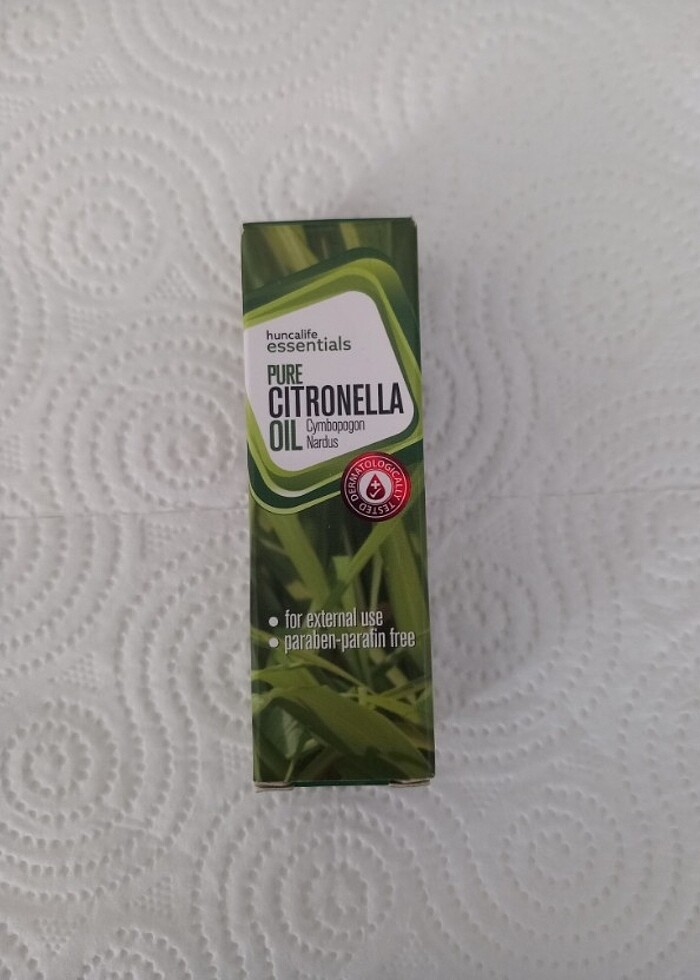 huncalife
essentials
PURE
CITRONELLA
OIL Cymbopogon
Nardus
DERMATOLOGICALLY TESTED
• for external use
• paraben-parafin free